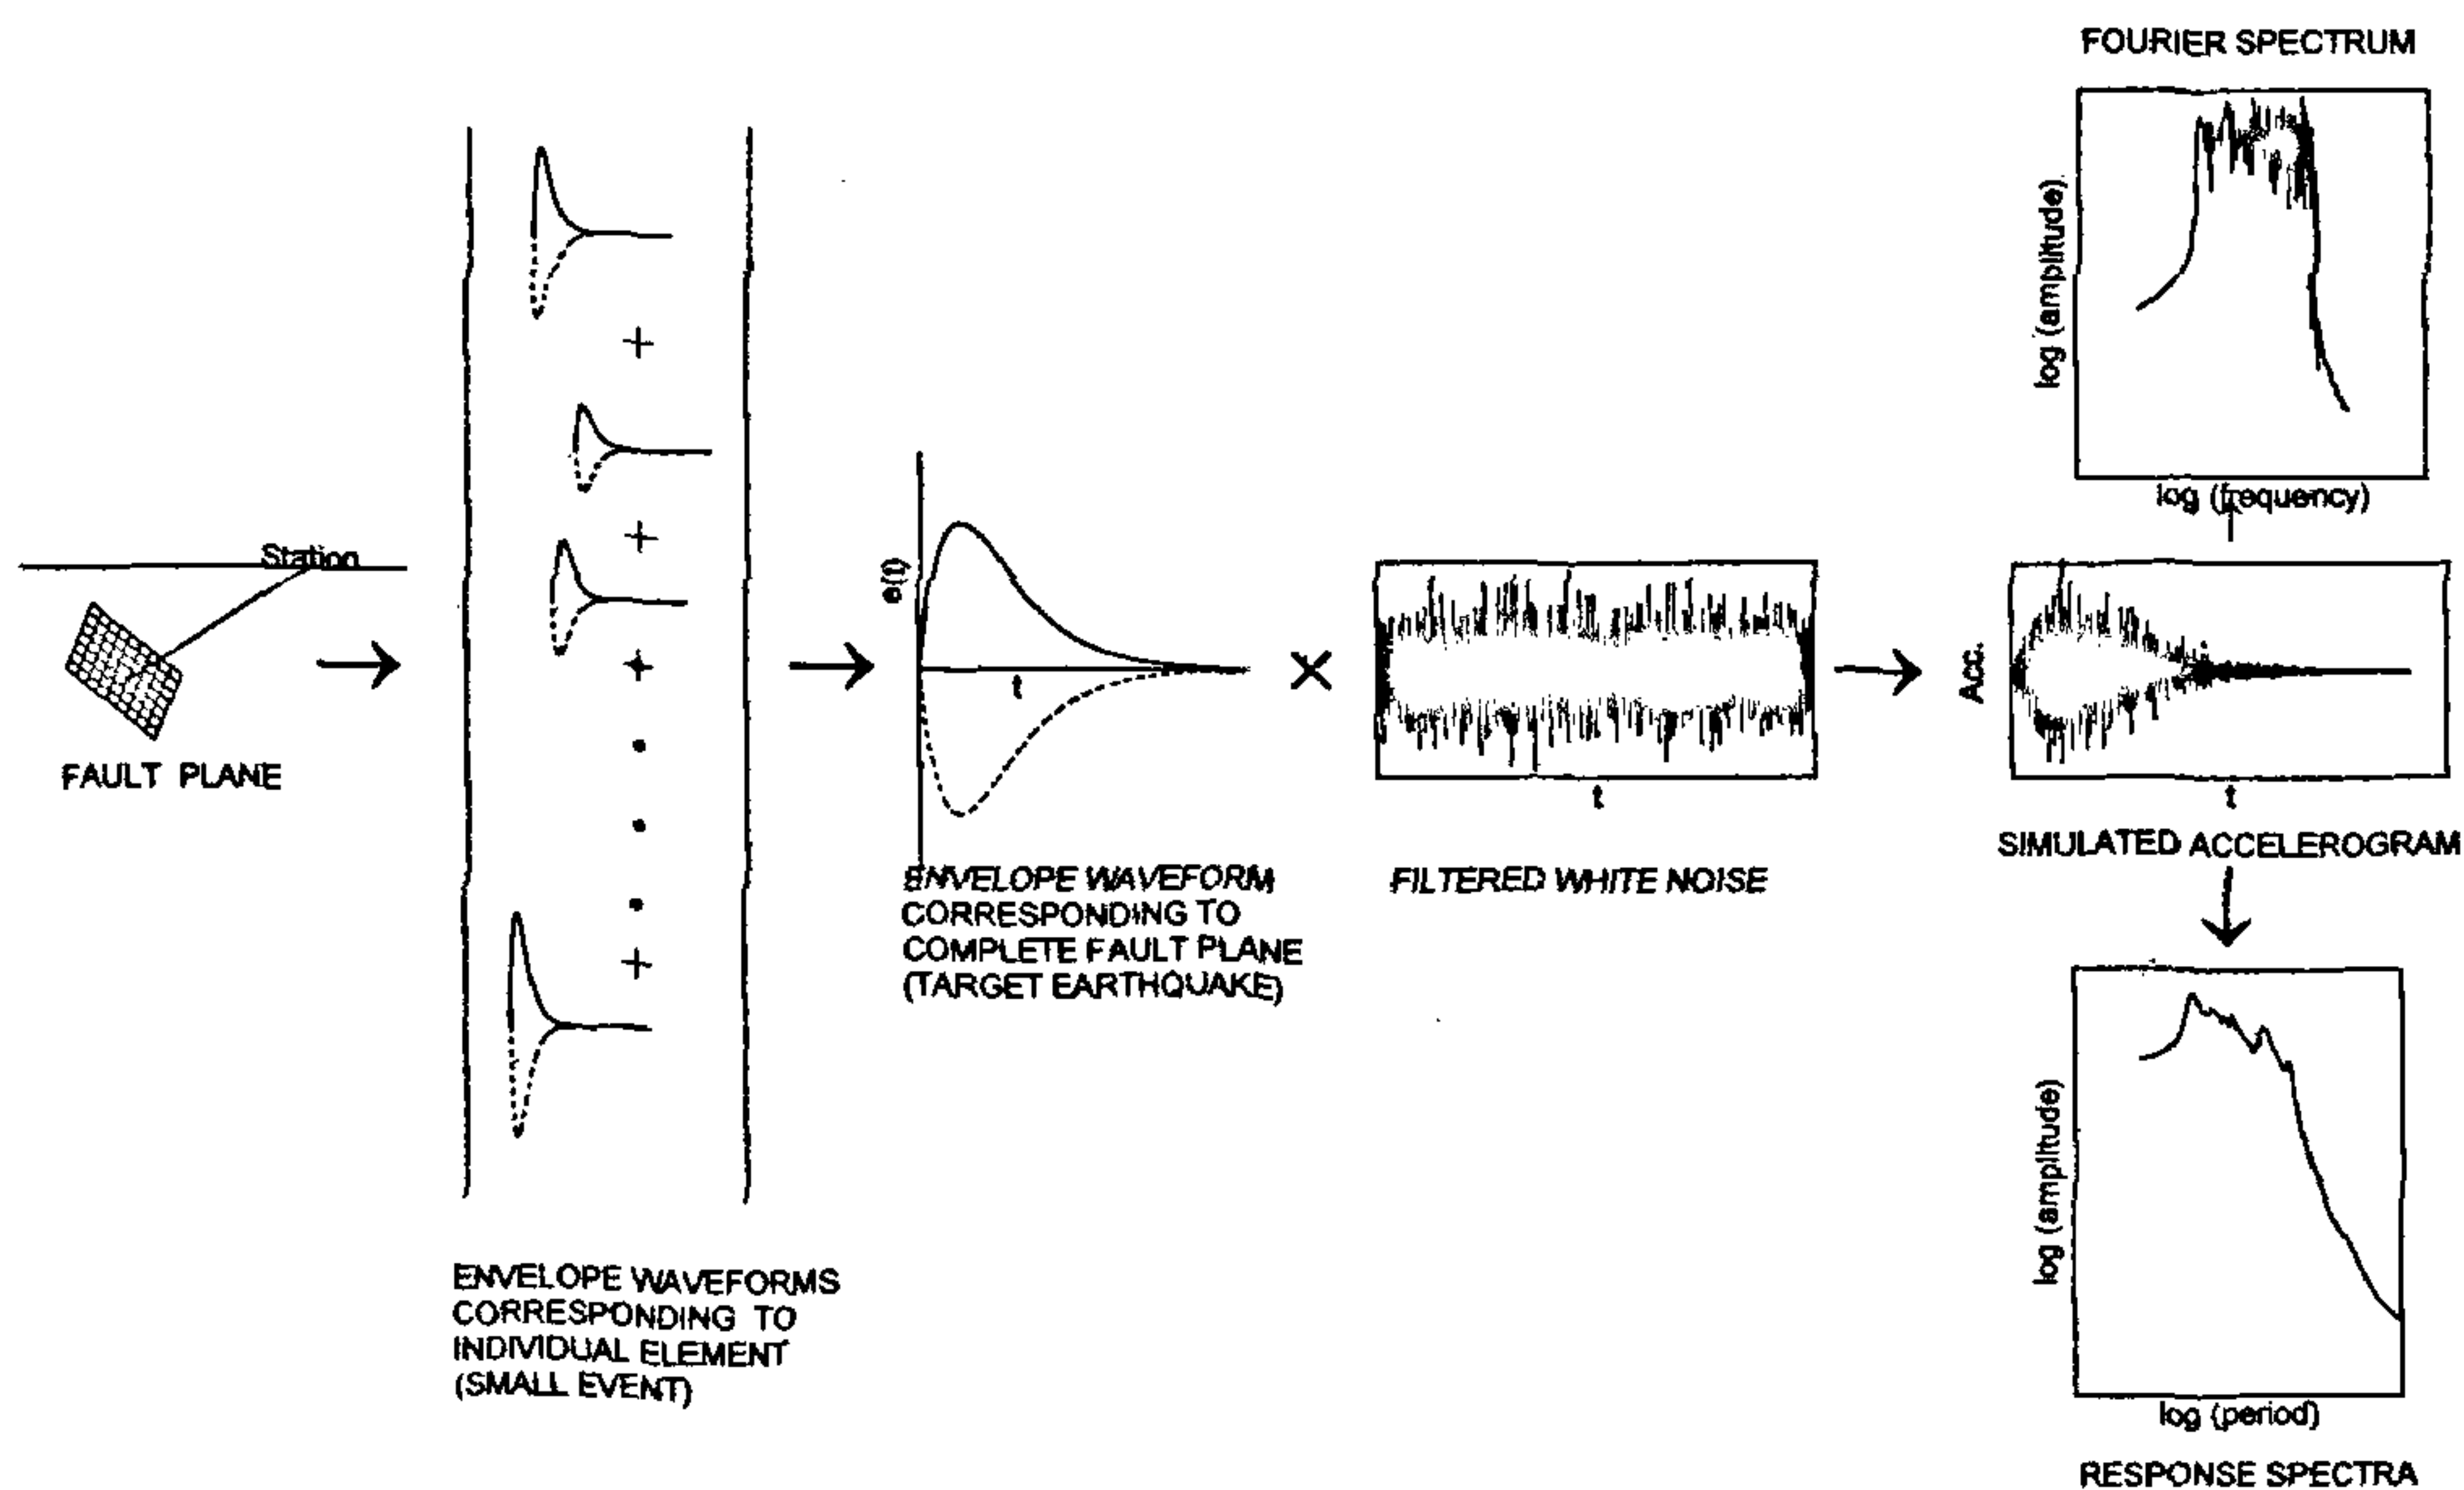 Station
FAULT PLANE
ENVELOPE WAVEFORMS
CORRESPONDING TO
INDIVIDUAL ELEMENT
(SMALL EVENT)
e(t)
t
ENVELOPE WAVEFORM
CORRESPONDING TO
COMPLETE FAULT PLANE
(TARGET EARTHQUAKE)
t
FILTERED WHITE NOISE
FOURIER SPECTRUM
log (amplitude)
log (frequency)
Acc.
t
SIMULATED ACCELEROGRAM
log (amplitude)
log (period)
RESPONSE SPECTRA